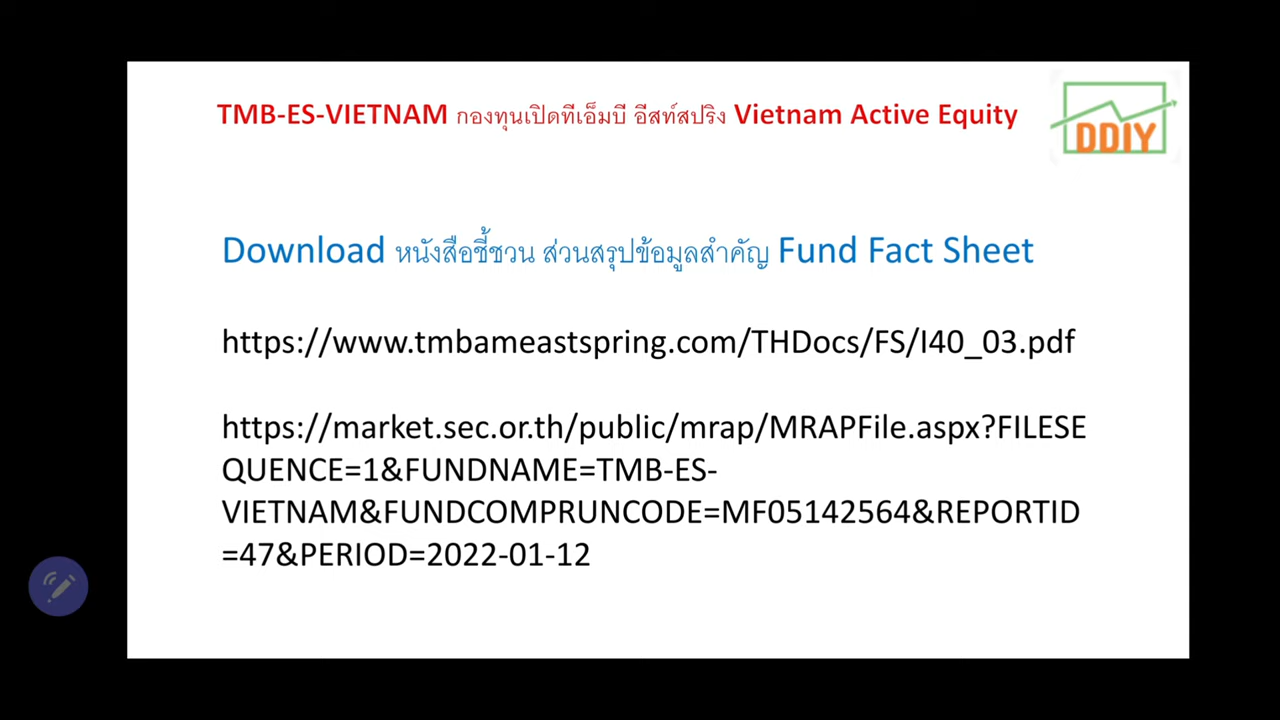 TMB-ES-VIETNAM กองทุนเปิดทีเอ็มบี อีสท์สปริง Vietnam Active Equity
DDIY
Download หนังสือชี้ชวน ส่วนสรุปข้อมูลสำคัญ Fund Fact Sheet
https://www.tmbameastspring.com/THDocs/FS/I40_03.pdf
https://market.sec.or.th/public/mrap/MRAPFile.aspx?FILESE
QUENCE=1&FUNDNAME=TMB-ES-
VIETNAM&FUNDCOMPRUNCODE=MF05142564&REPORTID
=47&PERIOD=2022-01-12